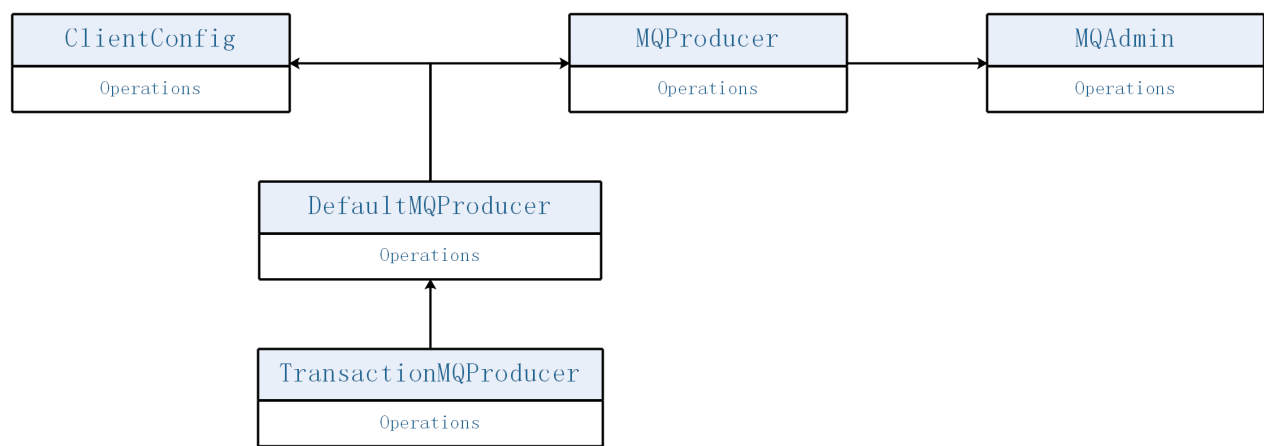 ClientConfig
Operations
MQProducer
Operations
MQAdmin
Operations
DefaultMQProducer
Operations
TransactionMQProducer
Operations